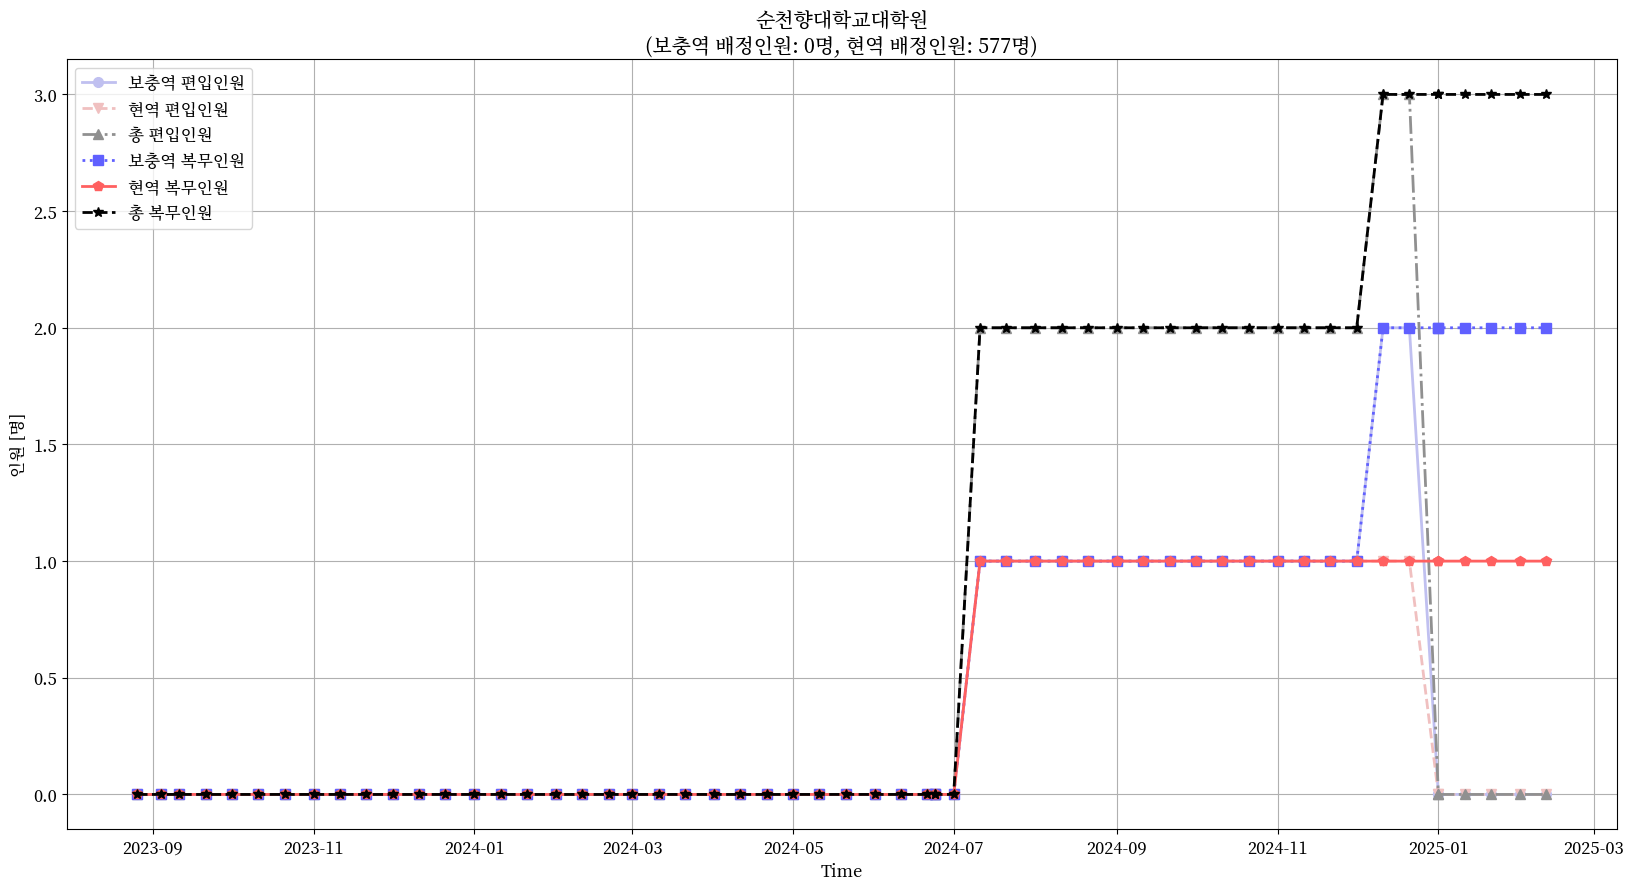 순천향대학교대학원
(보충역 배정인원: 0명, 현역 배정인원: 577명)
보충역 편입인원
현역 편입인원
총 편입인원
보충역 복무인원
현역 복무인원
총 복무인원
3.0
2.5
2.0
1.5
1.0
0.5
0.0
인원 [명]
2023-09
2023-11
2024-01
2024-03
2024-05
2024-07
2024-09
2024-11
2025-01
2025-03
Time